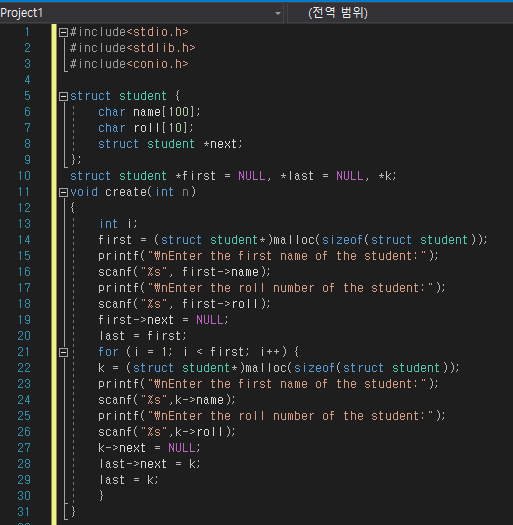 Project1
(전역 범위)
1 #include<stdio.h>
2 #include<stdlib.h>
3 #include<conio.h>
4
5 struct student {
6 char name[100];
7 char roll[10];
8 struct student *next;
9 };
10 struct student *first = NULL, *last = NULL, *k;
11 void create(int n)
12 {
13 int i;
14 first = (struct student*)malloc(sizeof(struct student));
15 printf("₩nEnter the first name of the student:");
16 scanf("%s", first->name);
17 printf("₩nEnter the roll number of the student:");
18 scanf("%s", first->roll);
19 first->next = NULL;
20 last = first;
21 for (i = 1; i < first; i++) {
22 k = (struct student*)malloc(sizeof(struct student));
23 printf("₩nEnter the first name of the student:");
24 scanf("%s",k->name);
25 printf("₩nEnter the roll number of the student:");
26 scanf("%s",k->roll);
27 k->next = NULL;
28 last->next = k;
29 last = k;
30 }
31 }